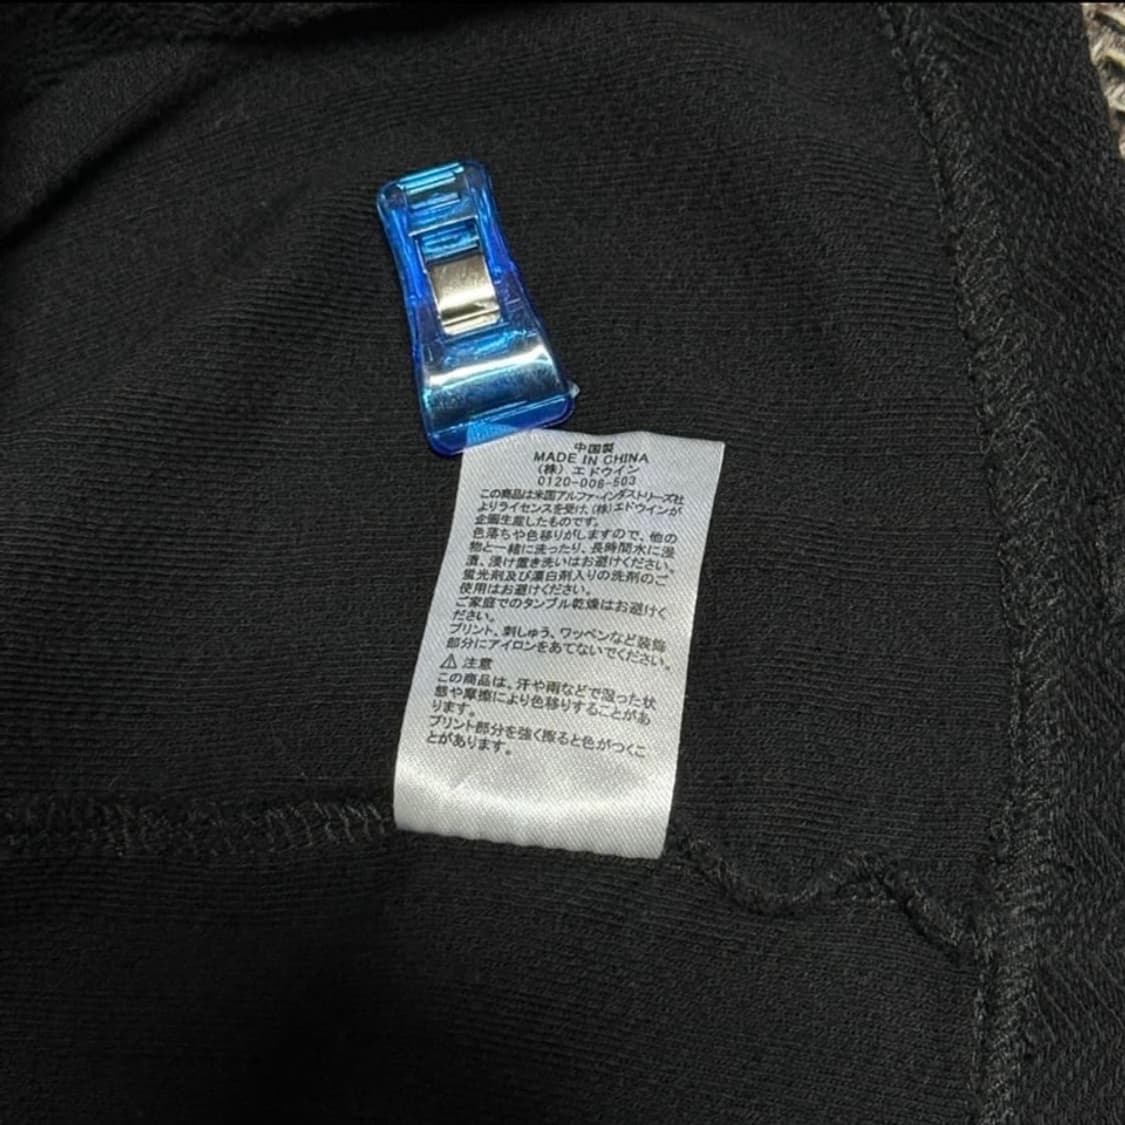 中国製
MADE IN CHINA
(株) エドウイン
0120-008-503
この商品は米国アルファ・インダストリーズ社
よりライセンスを受け、(株)エドウインが
企画生産したものです。
色落ちや色移りがしますので、他の
物と一緒に洗ったり、長時間水に浸
漬、浸け置き洗いはお避けください。
蛍光剤及び漂白剤入りの洗剤のご
使用はお避けください。
ご家庭でのタンブル乾燥はお避けく
ださい。
プリント、刺しゅう、ワッペンなど装飾
部分にアイロンをあてないでください。
⚠ 注意
この商品は、汗や雨などで湿った状
態や摩擦により色移りすることがあ
ります。
プリント部分を強く擦ると色がつくこ
とがあります。